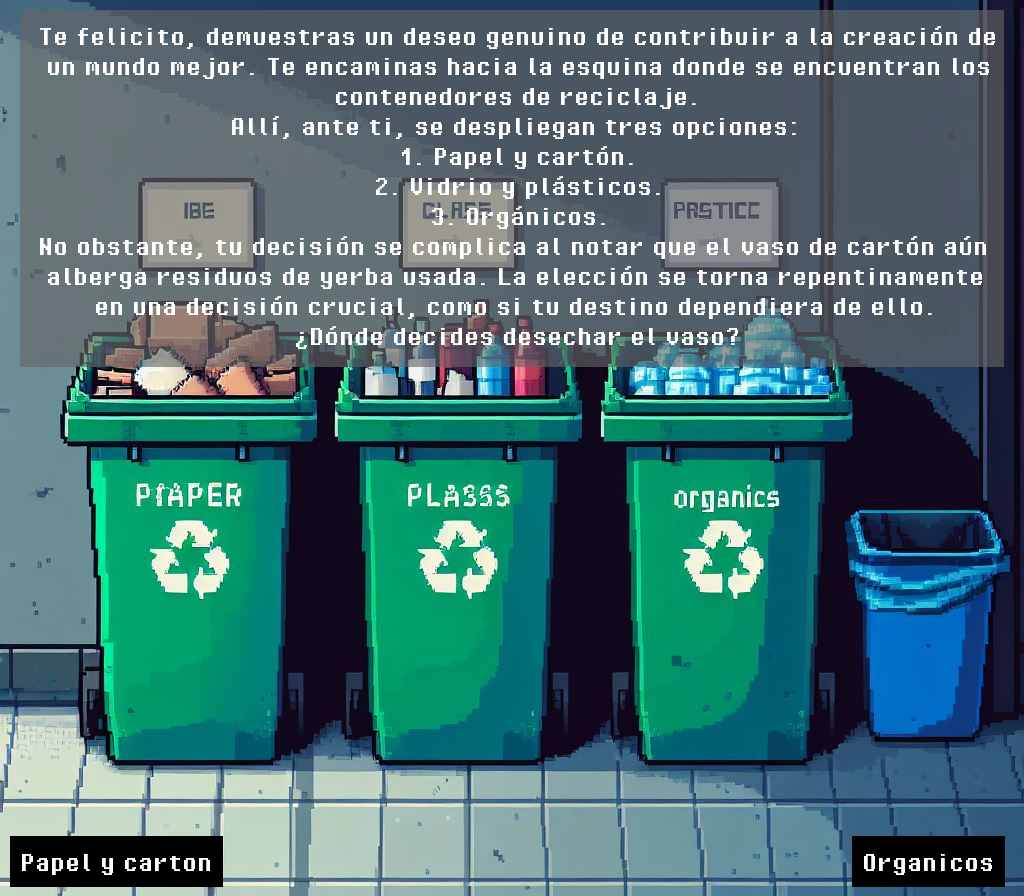 Te felicito, demuestras un deseo genuino de contribuir a la creación de
un mundo mejor. Te encaminas hacia la esquina donde se encuentran los
contenedores de reciclaje.
Allí, ante ti, se despliegan tres opciones:
1. Papel y cartón.
2. Vidrio y plásticos.
IBE
PASTICC
3. Orgánicos.
No obstante, tu decisión se complica al notar que el vaso de cartón aún
alberga residuos de yerba usada. La elección se torna repentinamente
en una decisión crucial, como si tu destino dependiera de ello.
¿Dónde decides desechar el vaso?
PLASSS
organics
Papel y carton
Organicos